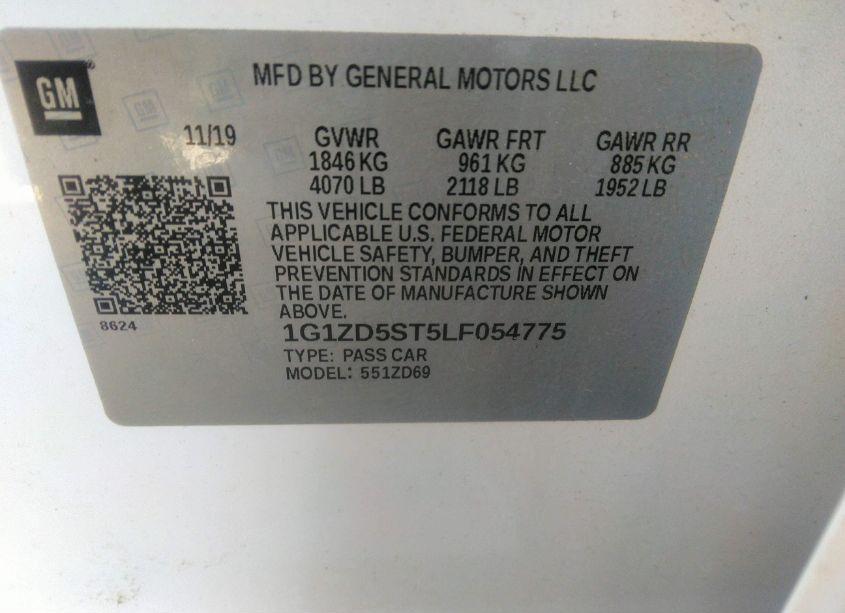 GM
MFD BY GENERAL MOTORS LLC
11/19 GVWR GAWR FRT GAWR RR
1846 KG 961 KG 885 KG
4070 LB 2118 LB 1952 LB
THIS VEHICLE CONFORMS TO ALL
APPLICABLE U.S. FEDERAL MOTOR
VEHICLE SAFETY, BUMPER, AND THEFT
PREVENTION STANDARDS IN EFFECT ON
THE DATE OF MANUFACTURE SHOWN
ABOVE.
8624
1G1ZD5ST5LF054775
TYPE: PASS CAR
MODEL: 551ZD69